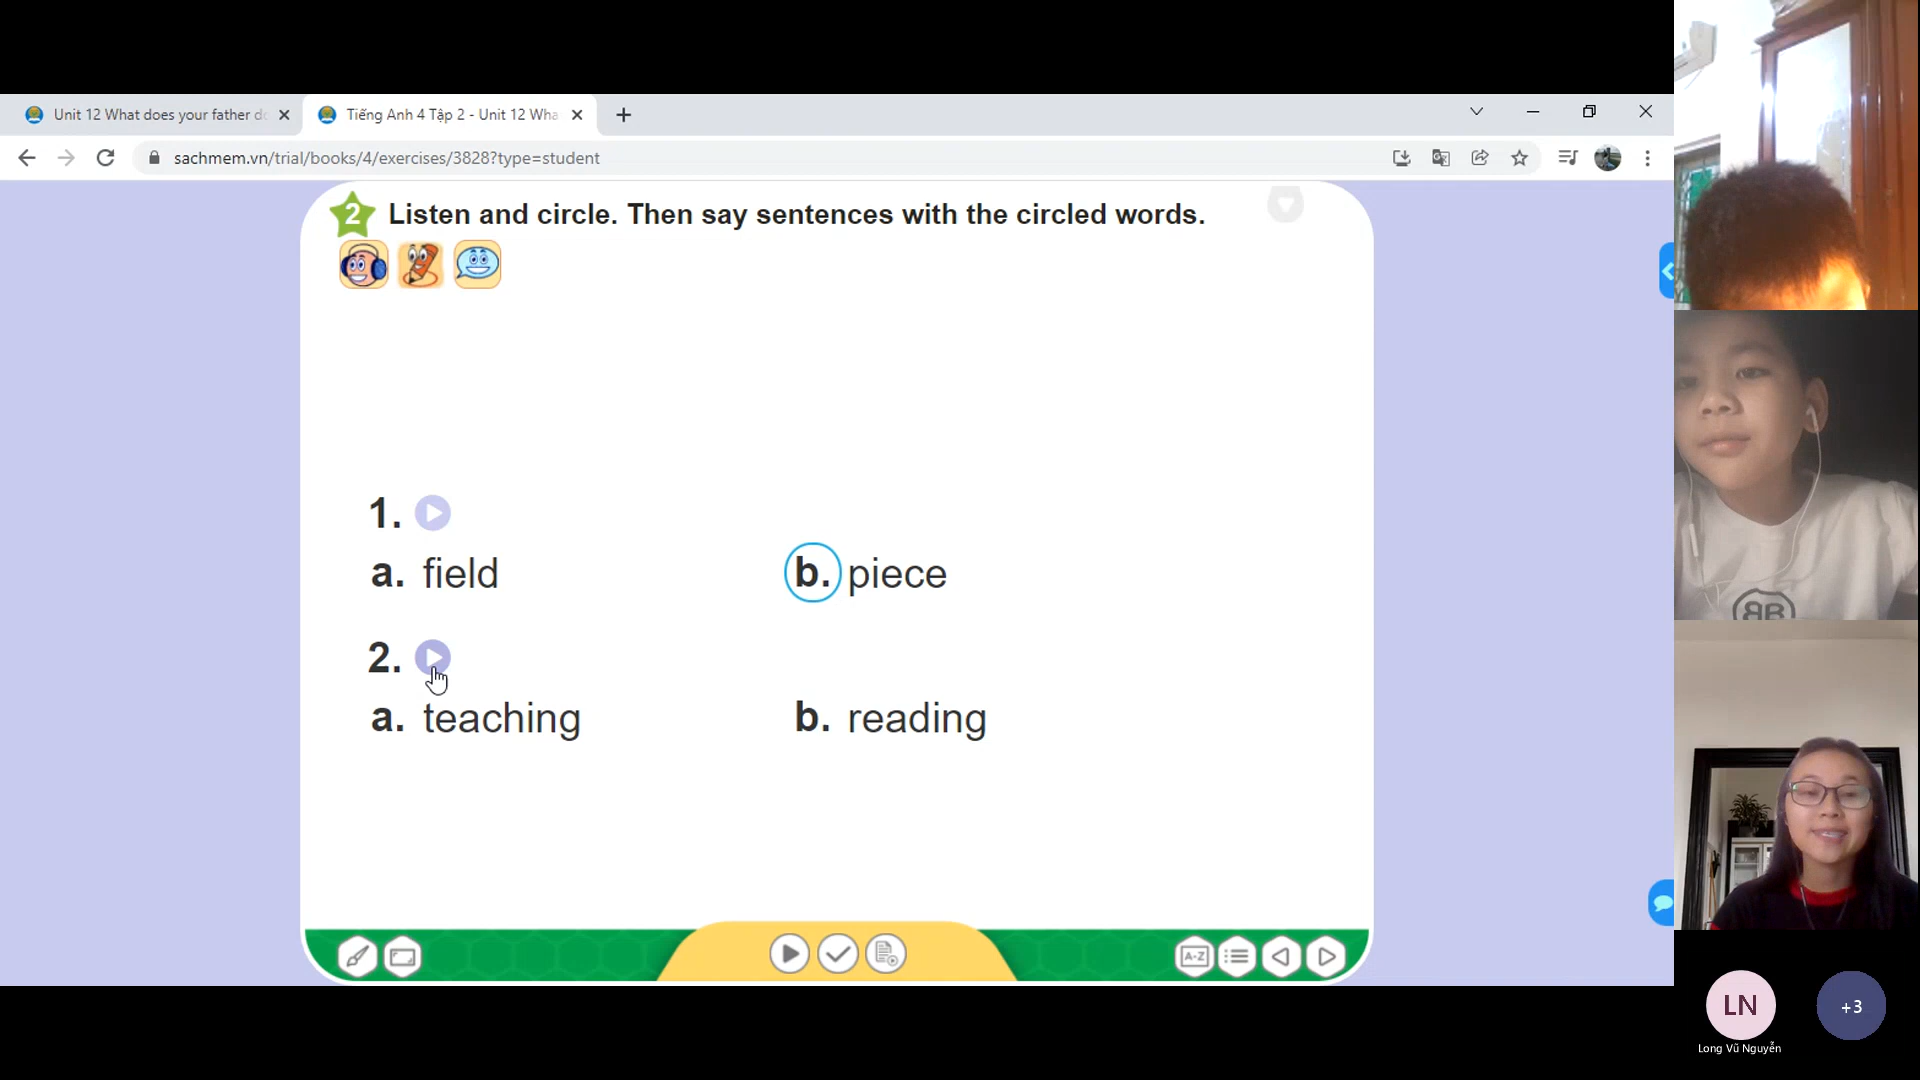 Unit 12 What does your father do
Tiếng Anh 4 Tập 2 - Unit 12 Wha
sachmem.vn/trial/books/4/exercises/3828?type=student
2 Listen and circle. Then say sentences with the circled words.
1.
a. field b. piece
2.
a. teaching b. reading
A-Z
BB
LN
+3
Long Vũ Nguyễn